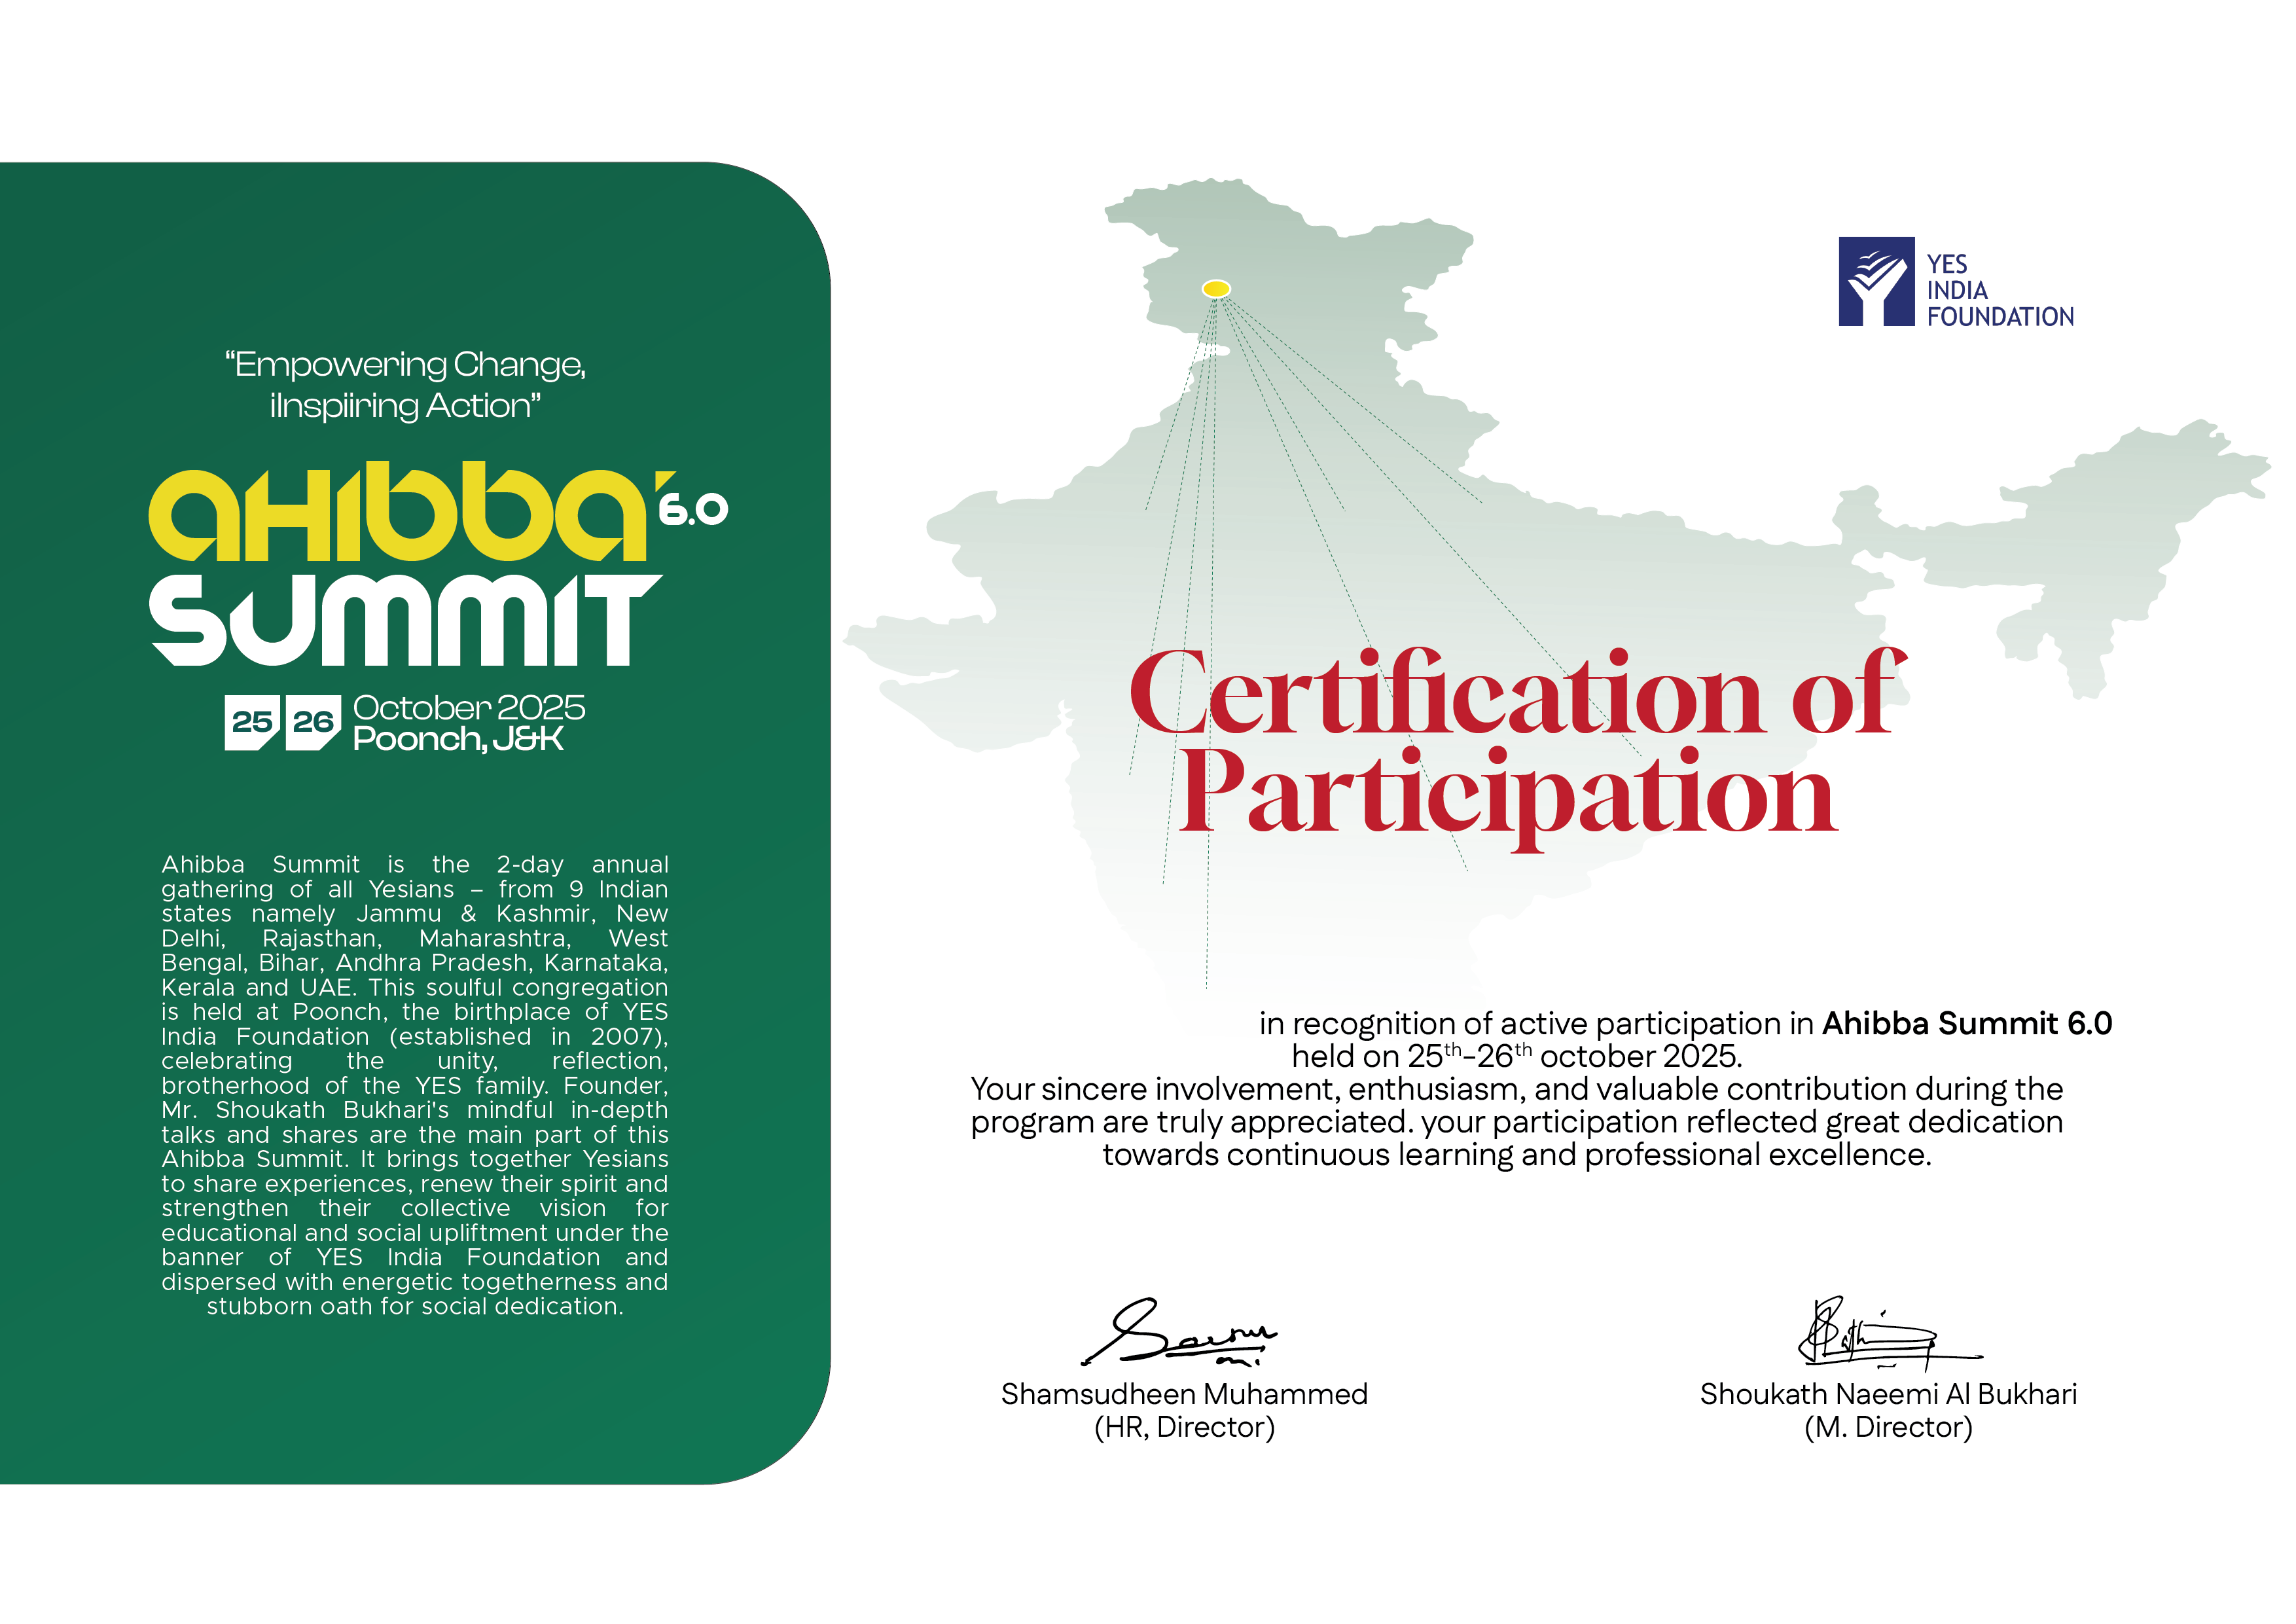 “Empowering Change,
iInspiiring Action”
AHIBBA 6.0
SUMMIT
25 26 October 2025
Poonch, J&K
Ahibba Summit is the 2-day annual
gathering of all Yesians – from 9 Indian
states namely Jammu & Kashmir, New
Delhi, Rajasthan, Maharashtra, West
Bengal, Bihar, Andhra Pradesh, Karnataka,
Kerala and UAE. This soulful congregation
is held at Poonch, the birthplace of YES
India Foundation (established in 2007),
celebrating the unity, reflection,
brotherhood of the YES family. Founder,
Mr. Shoukath Bukhari's mindful in-depth
talks and shares are the main part of this
Ahibba Summit. It brings together Yesians
to share experiences, renew their spirit and
strengthen their collective vision for
educational and social upliftment under the
banner of YES India Foundation and
dispersed with energetic togetherness and
stubborn oath for social dedication.
YES
INDIA
FOUNDATION
Certification of
Participation
in recognition of active participation in Ahibba Summit 6.0
held on 25th-26th october 2025.
Your sincere involvement, enthusiasm, and valuable contribution during the
program are truly appreciated. your participation reflected great dedication
towards continuous learning and professional excellence.
Shamsudheen Muhammed
(HR, Director)
Shoukath Naeemi Al Bukhari
(M. Director)